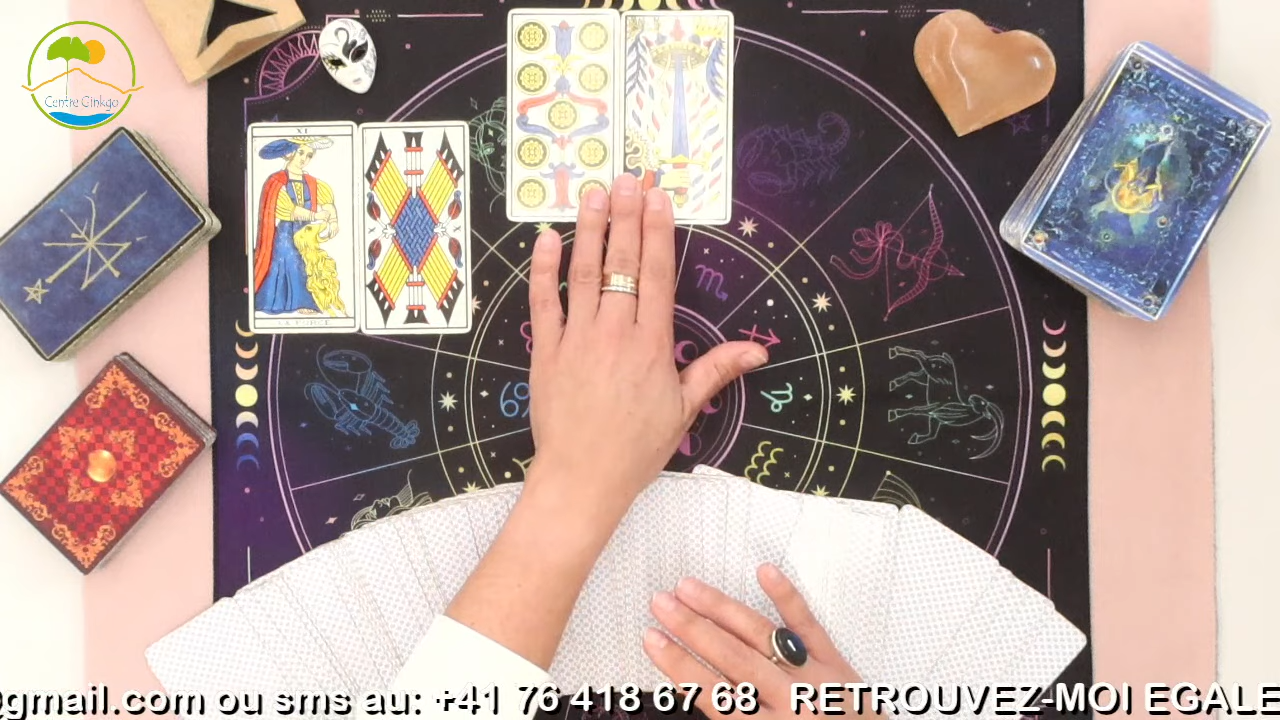 Centre Ginkgo
XI
LA FORCE
@gmail.com ou sms au: +41 76 418 67 68 RETROUVEZ-MOI EGALE